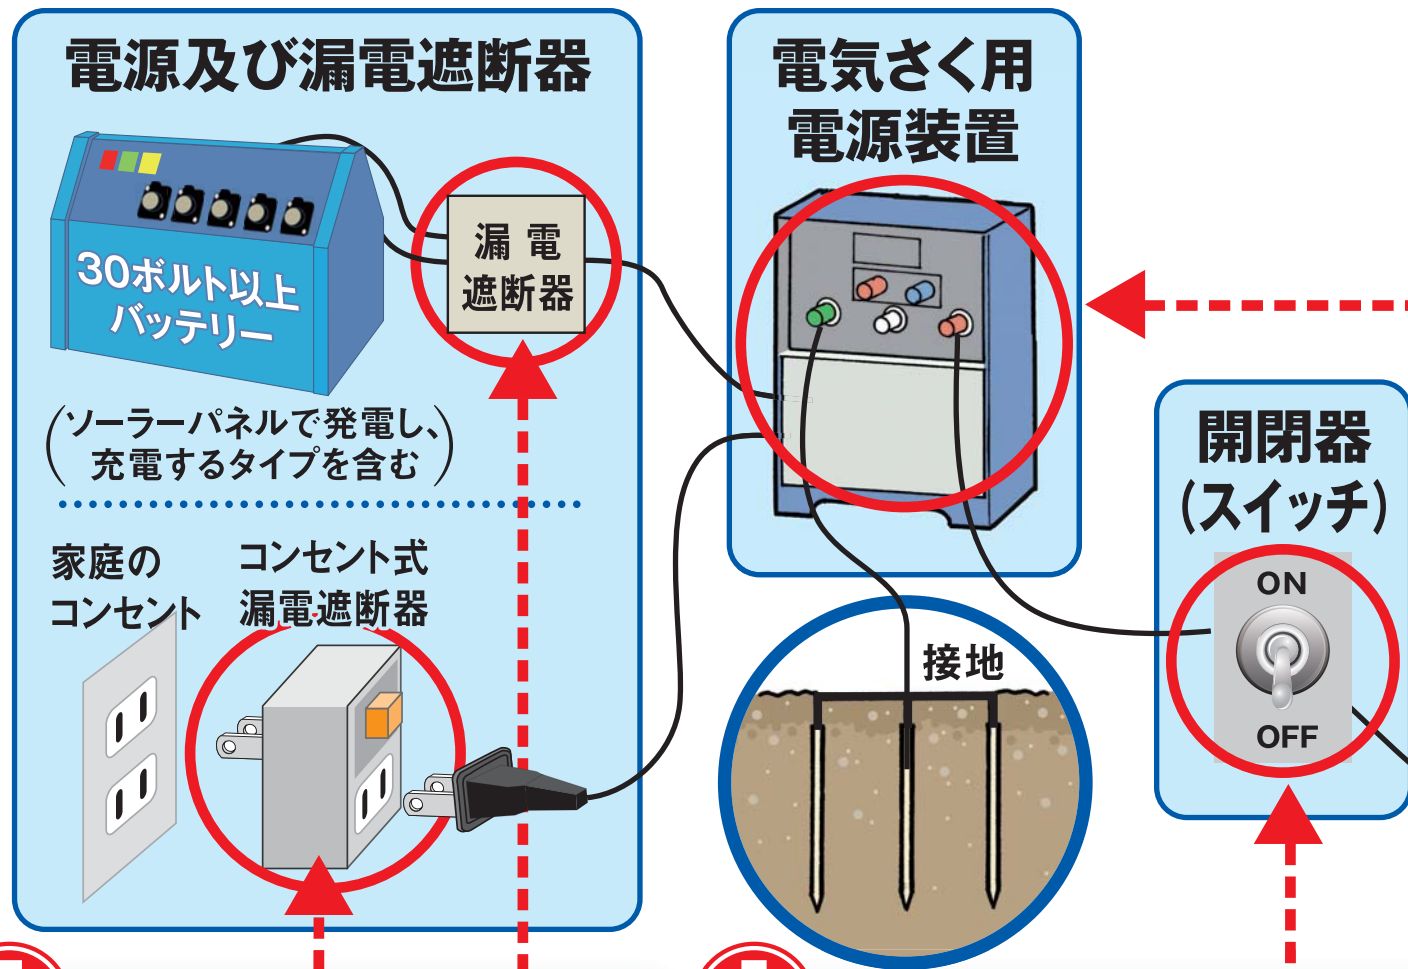 電源及び漏電遮断器
30ボルト以上
バッテリー
漏電
遮断器
(ソーラーパネルで発電し、
充電するタイプを含む)
家庭の
コンセント
コンセント式
漏電遮断器
電気さく用
電源装置
接地
開閉器
(スイッチ)
ON
OFF